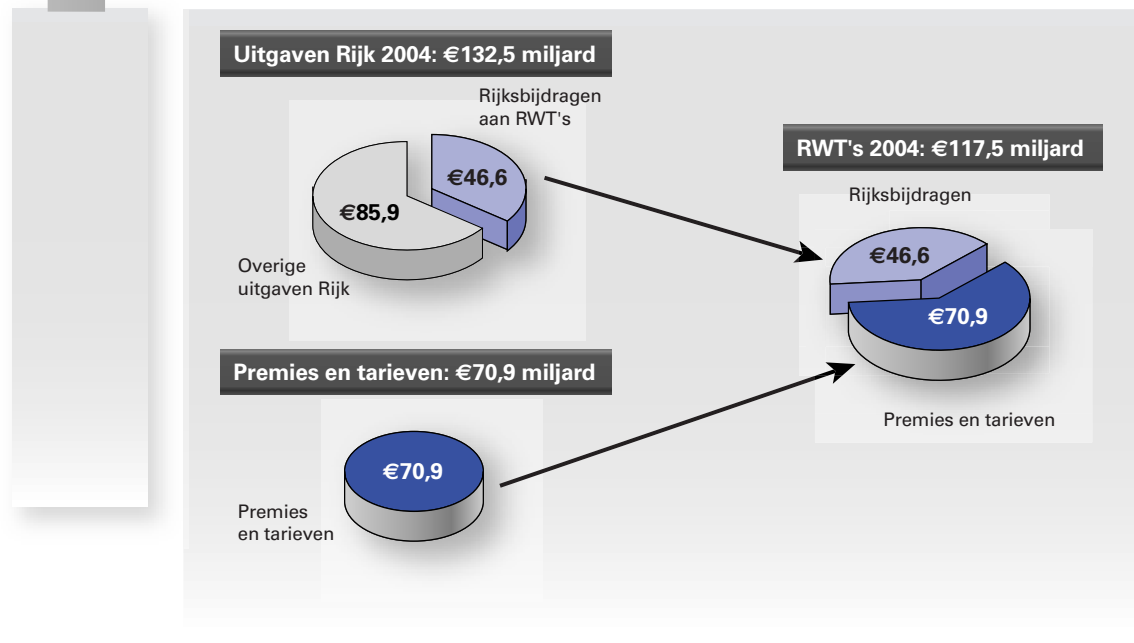 Uitgaven Rijk 2004: €132,5 miljard
Rijksbijdragen
aan RWT's
€46,6
€85,9
Overige
uitgaven Rijk
RWT's 2004: €117,5 miljard
Rijksbijdragen
€46,6
€70,9
Premies en tarieven
Premies en tarieven: €70,9 miljard
€70,9
Premies
en tarieven